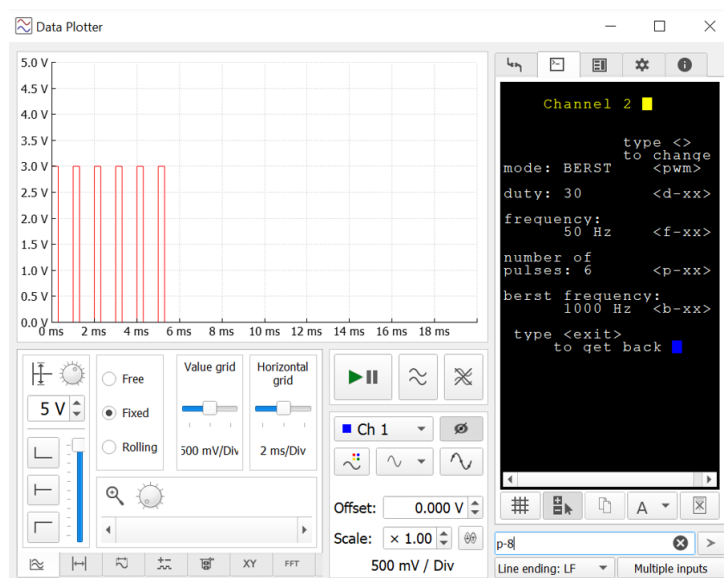 Data Plotter
5.0 V
4.5 V
4.0 V
3.5 V
3.0 V
2.5 V
2.0 V
1.5 V
1.0 V
0.5 V
0.0 V
0 ms 2 ms 4 ms 6 ms 8 ms 10 ms 12 ms 14 ms 16 ms 18 ms
Channel 2
type <>
to change
mode: BERST <pwm>
duty: 30 <d-xx>
frequency:
50 Hz <f-xx>
number of
pulses: 6 <p-xx>
berst frequency:
1000 Hz <b-xx>
type <exit>
to get back
5 V
Free
Fixed
Rolling
Value grid
500 mV/Div
Horizontal
grid
2 ms/Div
XY
FFT
Ch 1
Offset: 0.000 V
Scale: × 1.00
500 mV / Div
A
p-8
Line ending: LF
Multiple inputs